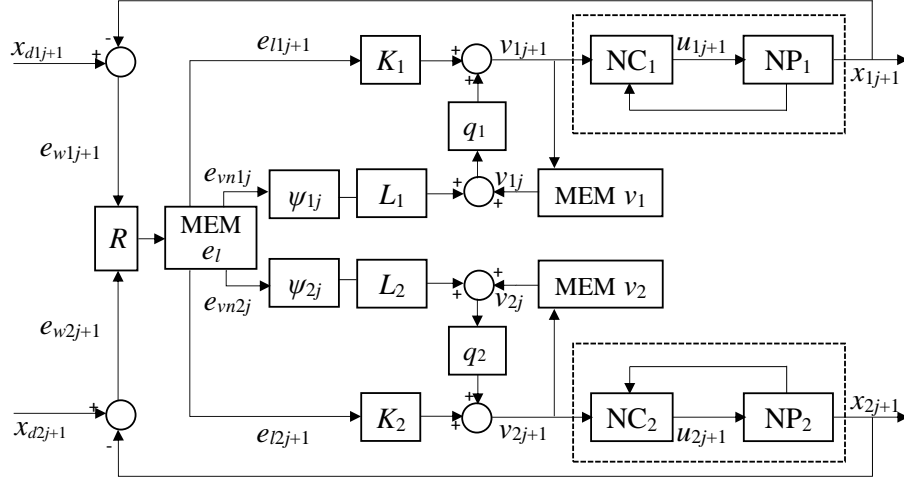 -
x_{d1j+1} +
e_{l1j+1} K_1 + v_{1j+1} NC_1 u_{1j+1} NP_1 x_{1j+1}
+
q_1
e_{w1j+1}
e_{vn1j} ψ_{1j} L_1 + v_{1j} + MEM v_1
R MEM e_l
e_{vn2j} ψ_{2j} L_2 + v_{2j} + MEM v_2
e_{w2j+1}
q_2
+
x_{d2j+1} +
e_{l2j+1} K_2 + v_{2j+1} NC_2 u_{2j+1} NP_2 x_{2j+1}
-